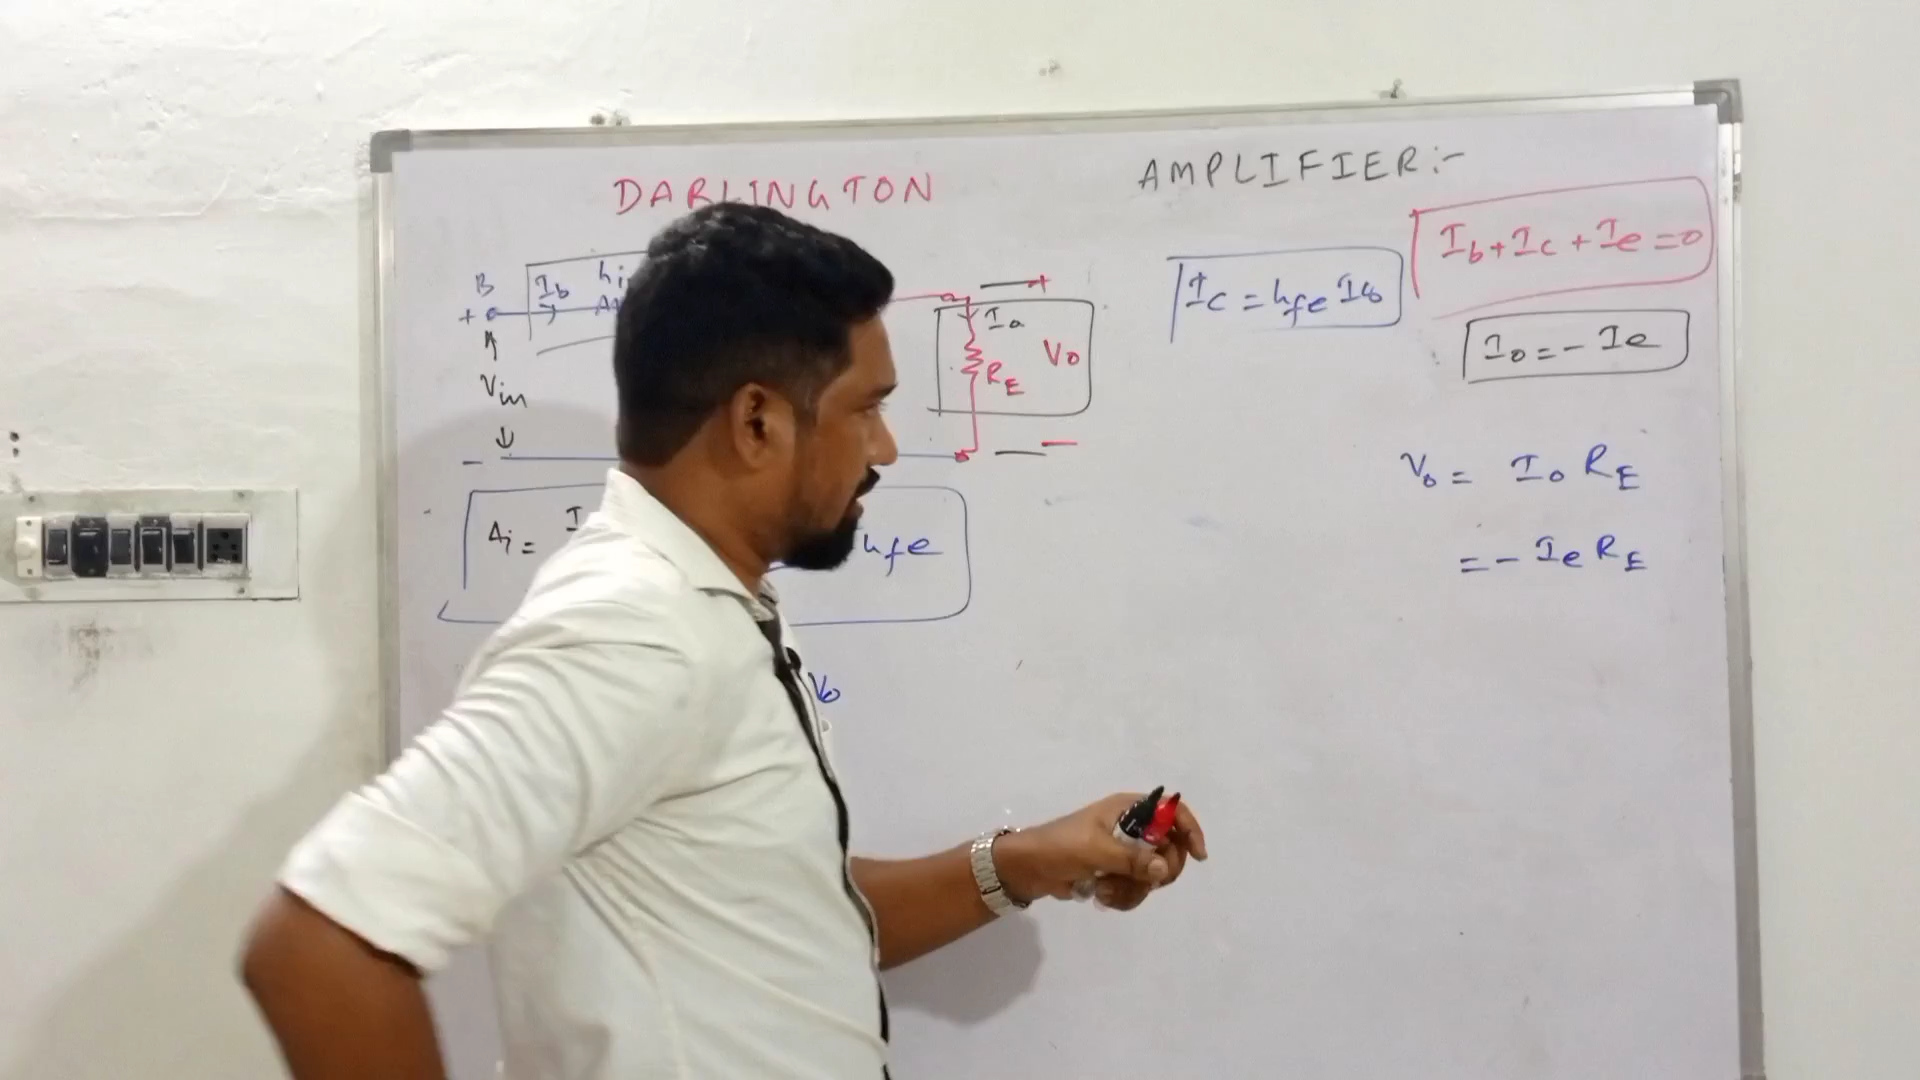 DARLINGTON AMPLIFIER:-
Ib+Ic+Ie=0
Ic=hfe Ib
Io=-Ie
B
Ib
+
Vin
-
+
Io
RE
Vo
-
Vo= Io RE
=-Ie RE
Ai=
hfe
Vo